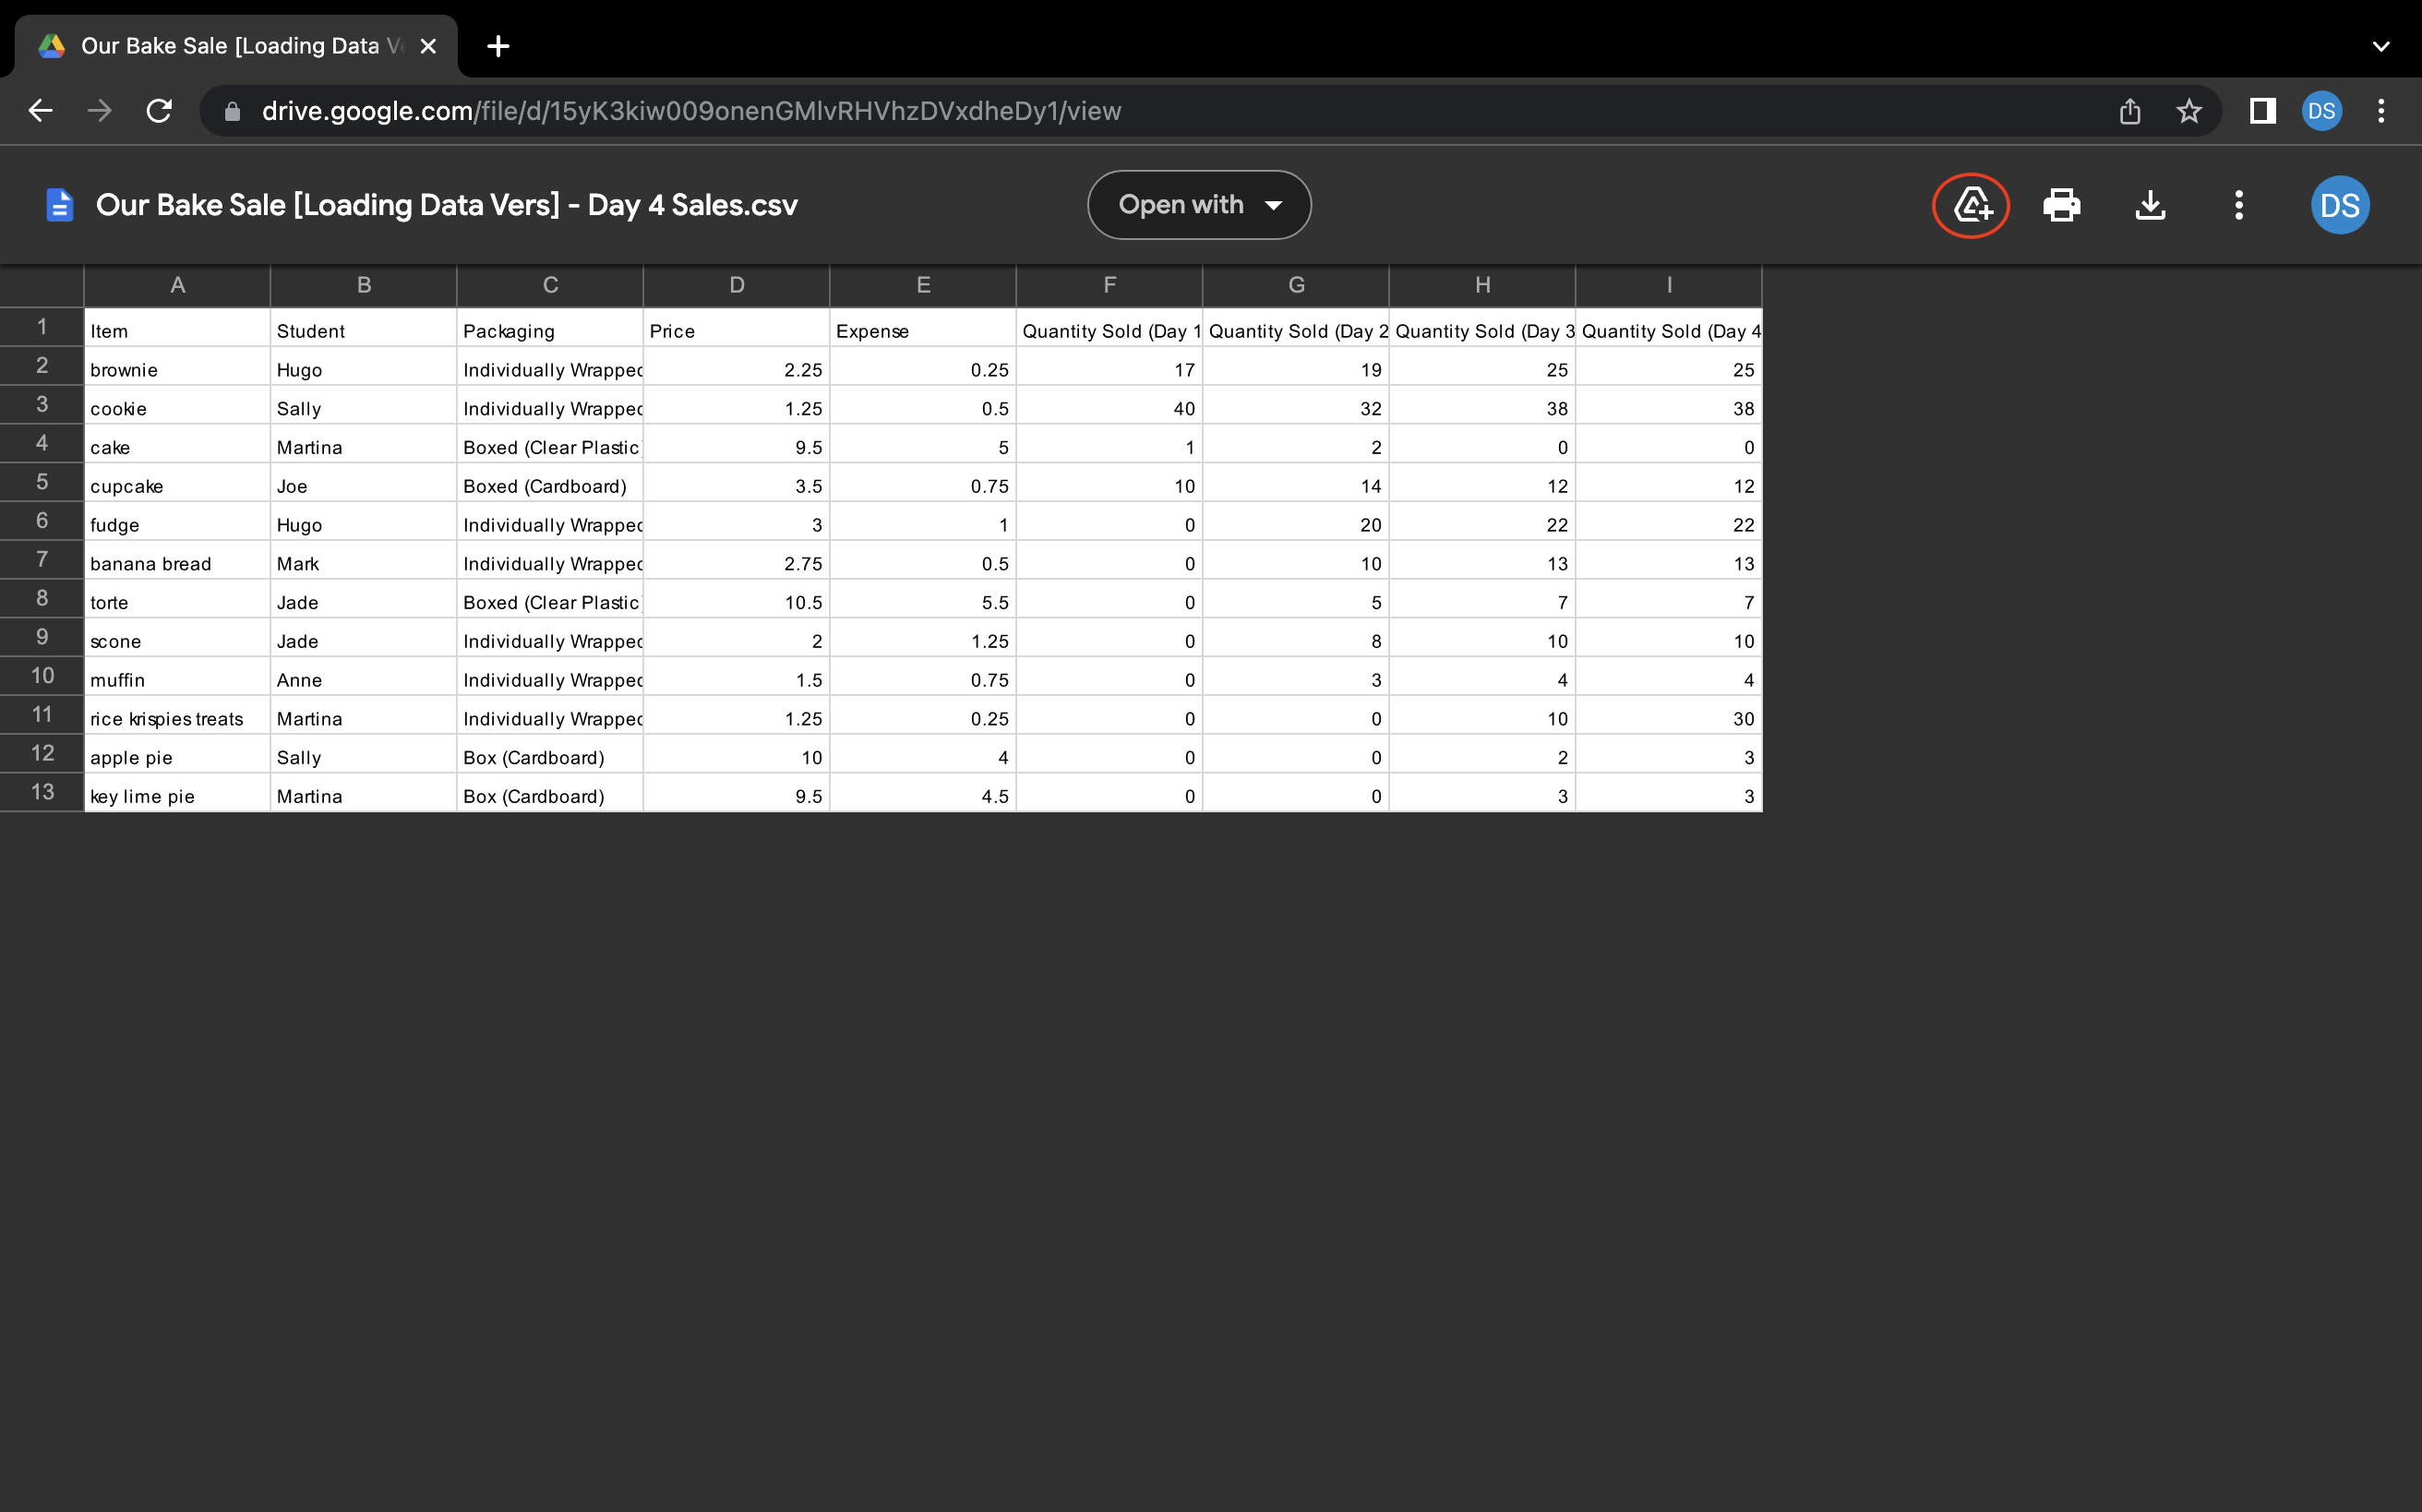 Our Bake Sale [Loading Data V
drive.google.com/file/d/15yK3kiw009onenGMlvRHVhzDVxdheDy1/view DS
Our Bake Sale [Loading Data Vers] - Day 4 Sales.csv Open with DS
A B C D E F G H I
1 Item Student Packaging Price Expense Quantity Sold (Day 1 Quantity Sold (Day 2 Quantity Sold (Day 3 Quantity Sold (Day 4
2 brownie Hugo Individually Wrapped 2.25 0.25 17 19 25 25
3 cookie Sally Individually Wrapped 1.25 0.5 40 32 38 38
4 cake Martina Boxed (Clear Plastic 9.5 5 1 2 0 0
5 cupcake Joe Boxed (Cardboard) 3.5 0.75 10 14 12 12
6 fudge Hugo Individually Wrapped 3 1 0 20 22 22
7 banana bread Mark Individually Wrapped 2.75 0.5 0 10 13 13
8 torte Jade Boxed (Clear Plastic 10.5 5.5 0 5 7 7
9 scone Jade Individually Wrapped 2 1.25 0 8 10 10
10 muffin Anne Individually Wrapped 1.5 0.75 0 3 4 4
11 rice krispies treats Martina Individually Wrapped 1.25 0.25 0 0 10 30
12 apple pie Sally Box (Cardboard) 10 4 0 0 2 3
13 key lime pie Martina Box (Cardboard) 9.5 4.5 0 0 3 3